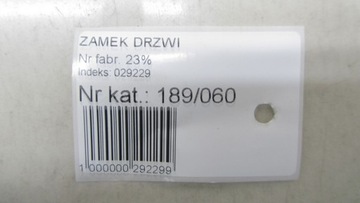 ZAMEK DRZWI
Nr fabr. 23%
Indeks: 029229
Nr kat.: 189/060
1 000000 292299